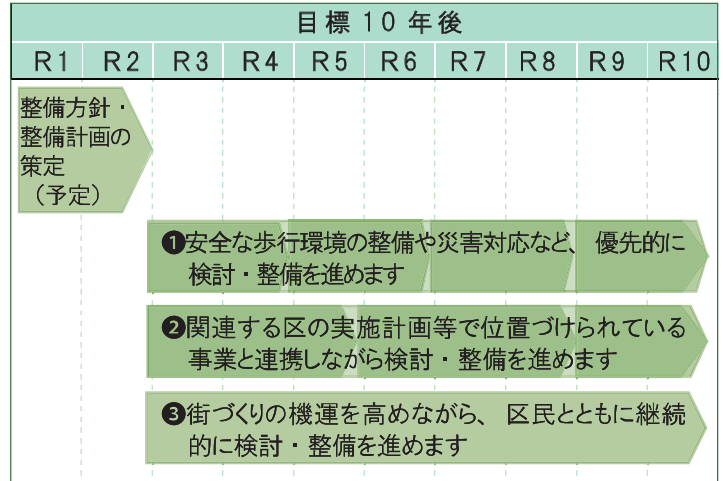 目標10年後
R1 R2 R3 R4 R5 R6 R7 R8 R9 R10
整備方針・
整備計画の
策定
（予定）
❶安全な歩行環境の整備や災害対応など、優先的に
検討・整備を進めます
❷関連する区の実施計画等で位置づけられている
事業と連携しながら検討・整備を進めます
❸街づくりの機運を高めながら、区民とともに継続
的に検討・整備を進めます